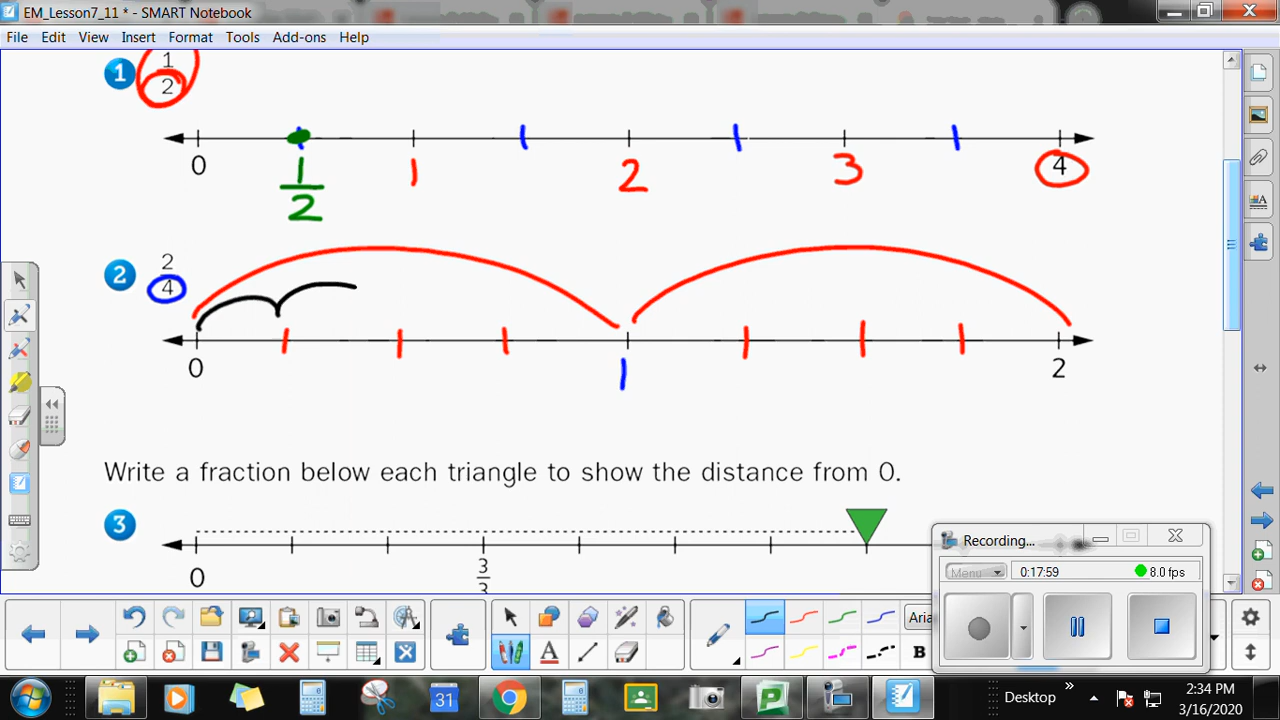 EM_Lesson7_11 * - SMART Notebook
File Edit View Insert Format Tools Add-ons Help
1 1/2
0 1/2 1 2 3 4
2 2/4
0 1 2
Write a fraction below each triangle to show the distance from 0.
3
0 3/3
Recording...
Menu 0:17:59 8.0 fps
Aria
A B
31
Desktop »
2:34 PM
3/16/2020